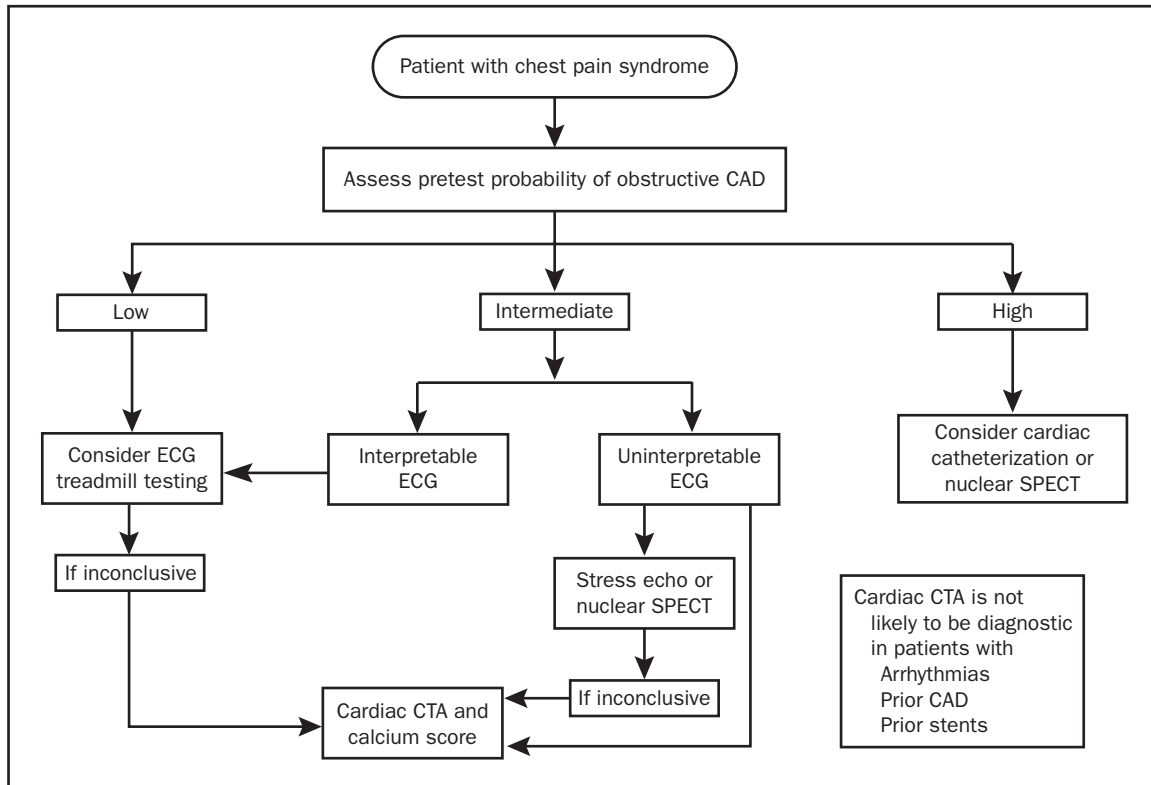 Patient with chest pain syndrome
Assess pretest probability of obstructive CAD
Low
Intermediate
High
Consider ECG
treadmill testing
Interpretable
ECG
Uninterpretable
ECG
Consider cardiac
catheterization or
nuclear SPECT
If inconclusive
Stress echo or
nuclear SPECT
If inconclusive
Cardiac CTA and
calcium score
Cardiac CTA is not
likely to be diagnostic
in patients with
Arrhythmias
Prior CAD
Prior stents